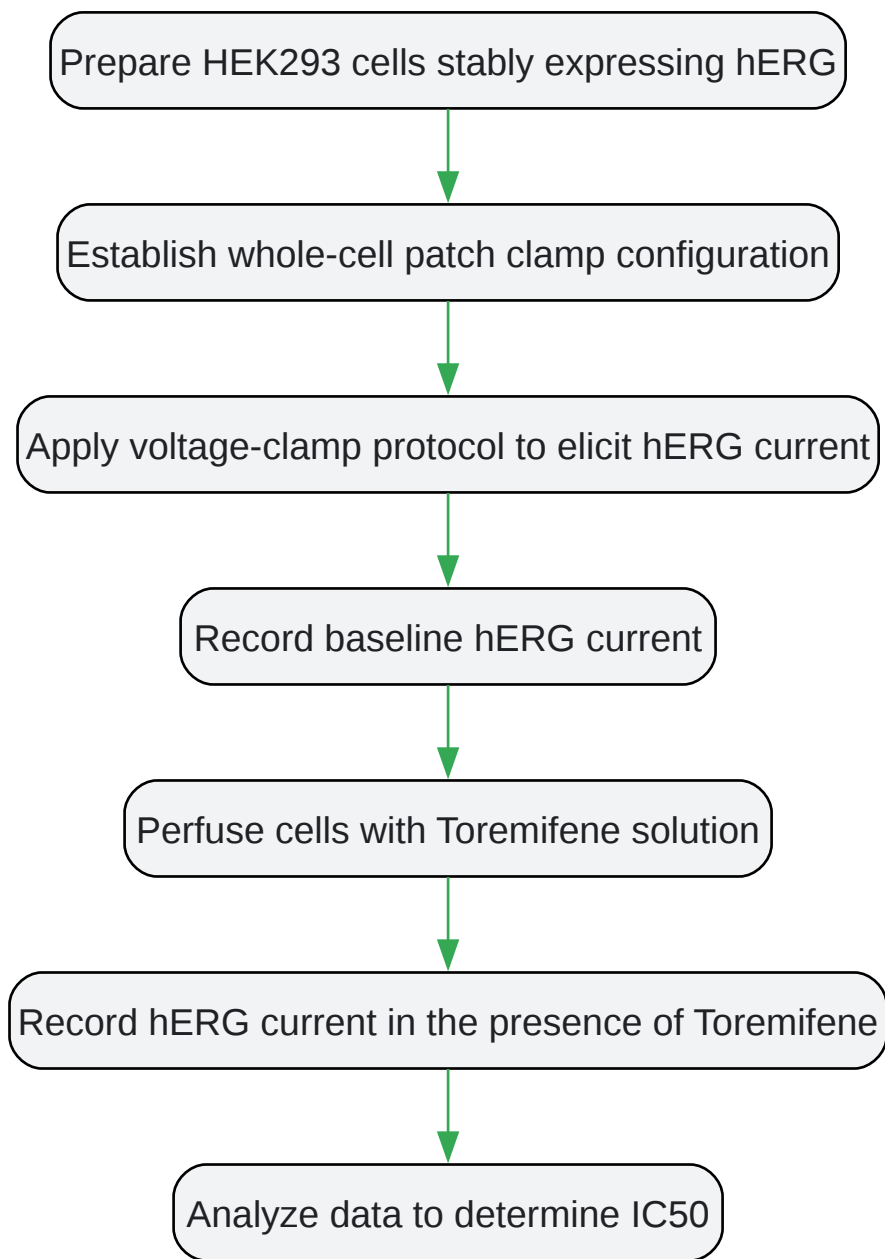 Prepare HEK293 cells stably expressing hERG
Establish whole-cell patch clamp configuration
Apply voltage-clamp protocol to elicit hERG current
Record baseline hERG current
Perfuse cells with Toremifene solution
Record hERG current in the presence of Toremifene
Analyze data to determine IC50